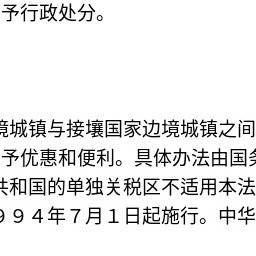 予行政处分。
境城镇与接壤国家边境城镇之间
予优惠和便利。具体办法由国务
共和国的单独关税区不适用本法
９９４年７月１日起施行。中华